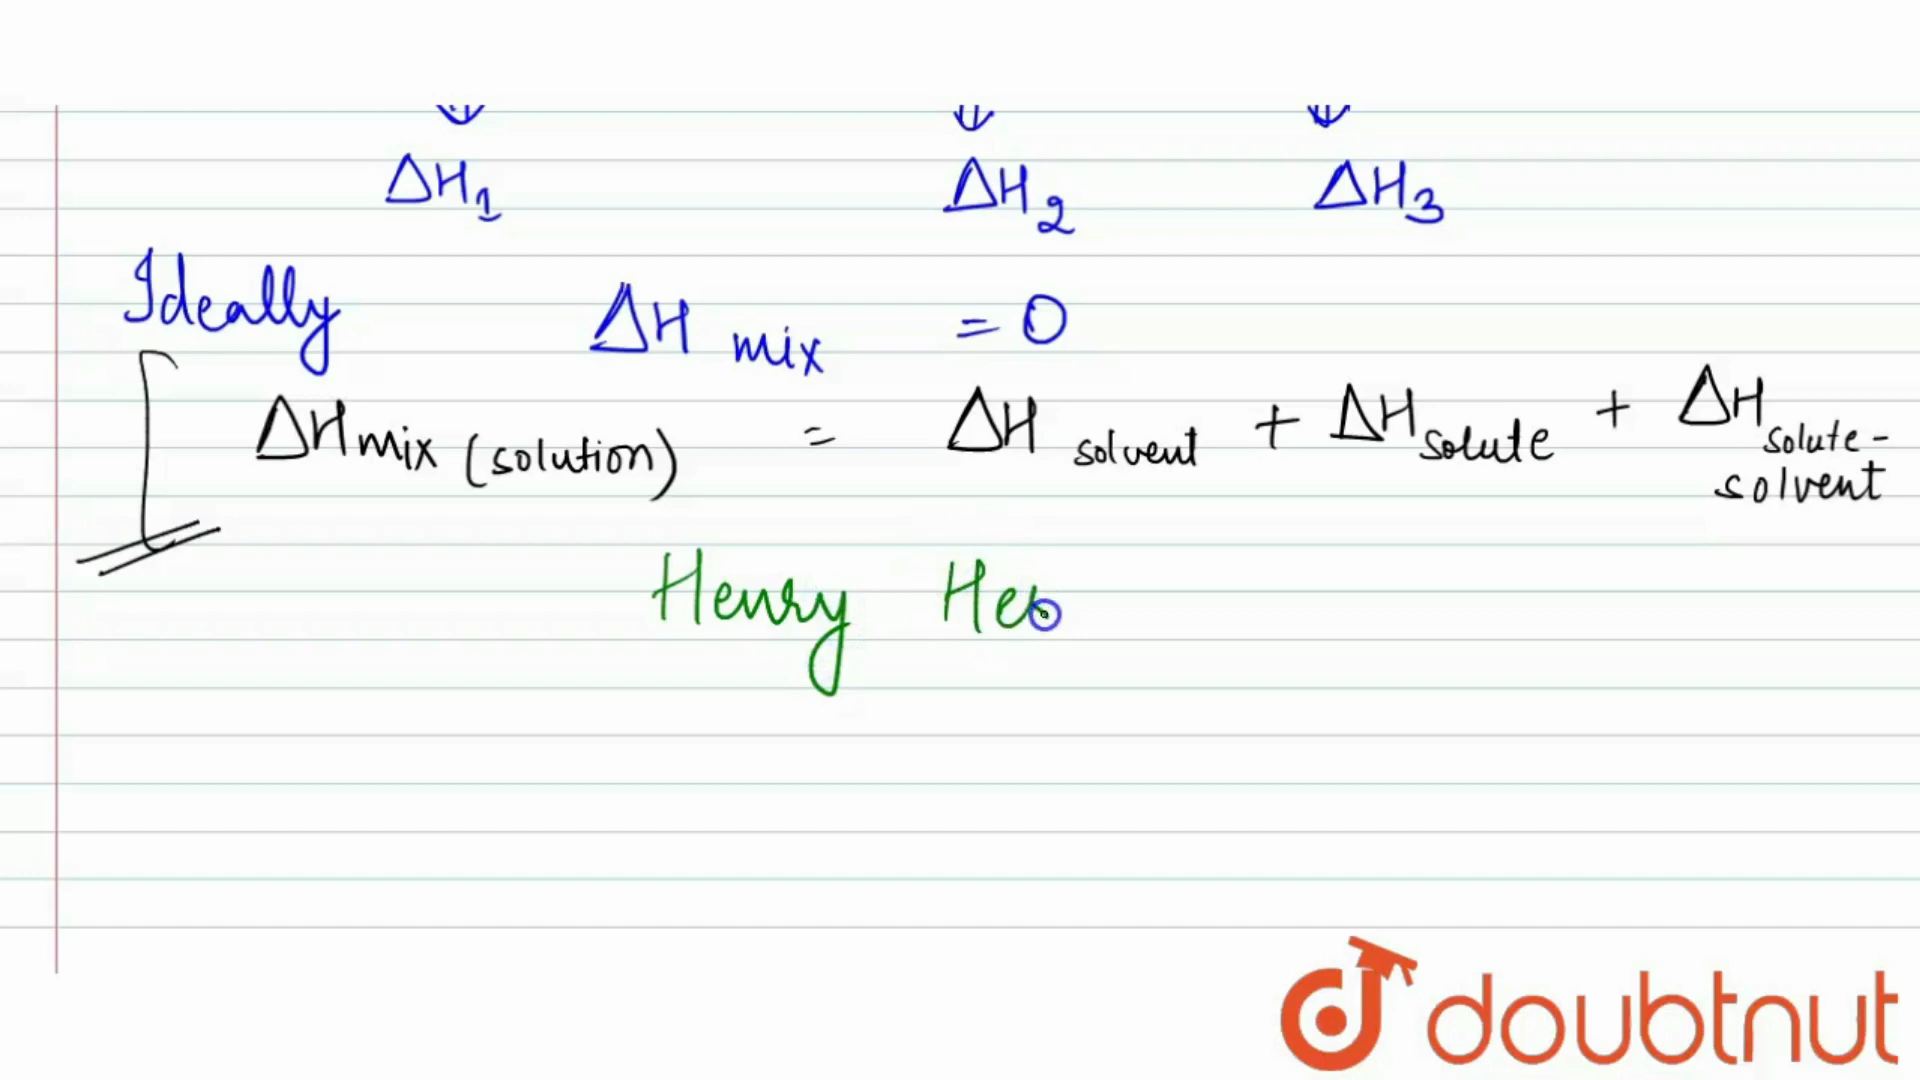 ΔH₁ ΔH₂ ΔH₃
Ideally ΔH mix = 0
ΔHmix (solution) = ΔH solvent + ΔH solute + ΔH solute-solvent
Henry
doubtnut